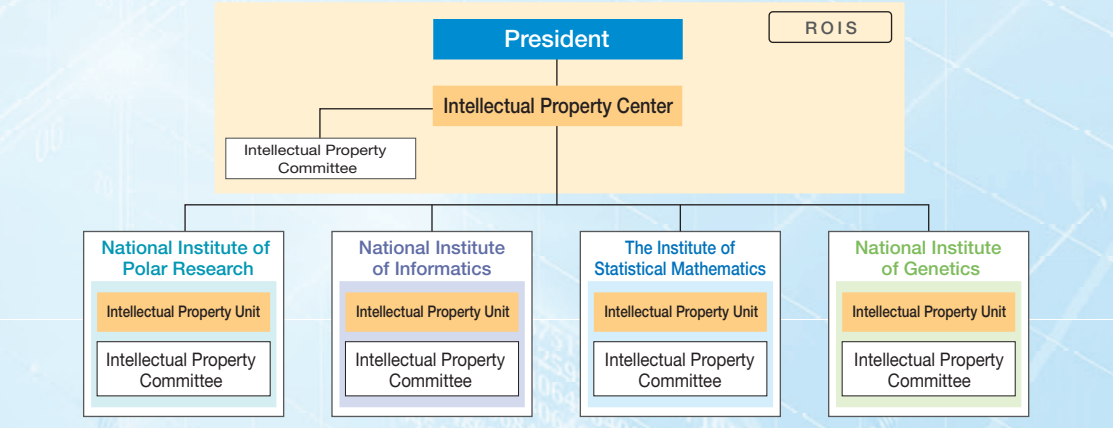 ROIS
President
Intellectual Property Center
Intellectual Property
Committee
National Institute of
Polar Research
Intellectual Property Unit
Intellectual Property
Committee
National Institute
of Informatics
Intellectual Property Unit
Intellectual Property
Committee
The Institute of
Statistical Mathematics
Intellectual Property Unit
Intellectual Property
Committee
National Institute
of Genetics
Intellectual Property Unit
Intellectual Property
Committee